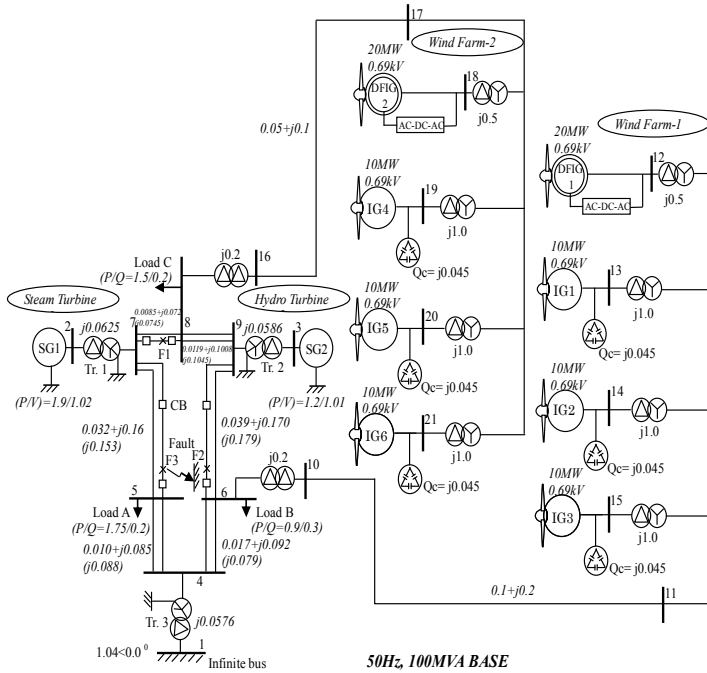 17
Wind Farm-2
20MW
0.69kV
18
DFIG
2
j0.5
AC-DC-AC
Wind Farm-1
20MW
0.69kV
12
DFIG
1
j0.5
AC-DC-AC
0.05+j0.1
10MW
0.69kV
19
IG4
j1.0
Qc= j0.045
10MW
0.69kV
13
IG1
j1.0
Qc= j0.045
Load C
(P/Q=1.5/0.2)
j0.2
16
Steam Turbine
Hydro Turbine
0.0085+j0.072
(j0.0745)
7
8
9
2
j0.0625
SG1
Tr. 1
F1
0.0119+j0.1008
(j0.1045)
j0.0586
3
SG2
Tr. 2
(P/V)=1.9/1.02
(P/V)=1.2/1.01
10MW
0.69kV
20
IG5
j1.0
Qc= j0.045
10MW
0.69kV
14
IG2
j1.0
Qc= j0.045
CB
0.032+j0.16
(j0.153)
0.039+j0.170
(j0.179)
Fault
F3
F2
10MW
0.69kV
21
IG6
j1.0
Qc= j0.045
j0.2
10
5
6
Load A
(P/Q=1.75/0.2)
Load B
(P/Q=0.9/0.3)
10MW
0.69kV
15
IG3
j1.0
Qc= j0.045
0.010+j0.085
(j0.088)
0.017+j0.092
(j0.079)
4
0.1+j0.2
11
Tr. 3
j0.0576
1.04<0.0⁰
1
Infinite bus
50Hz, 100MVA BASE